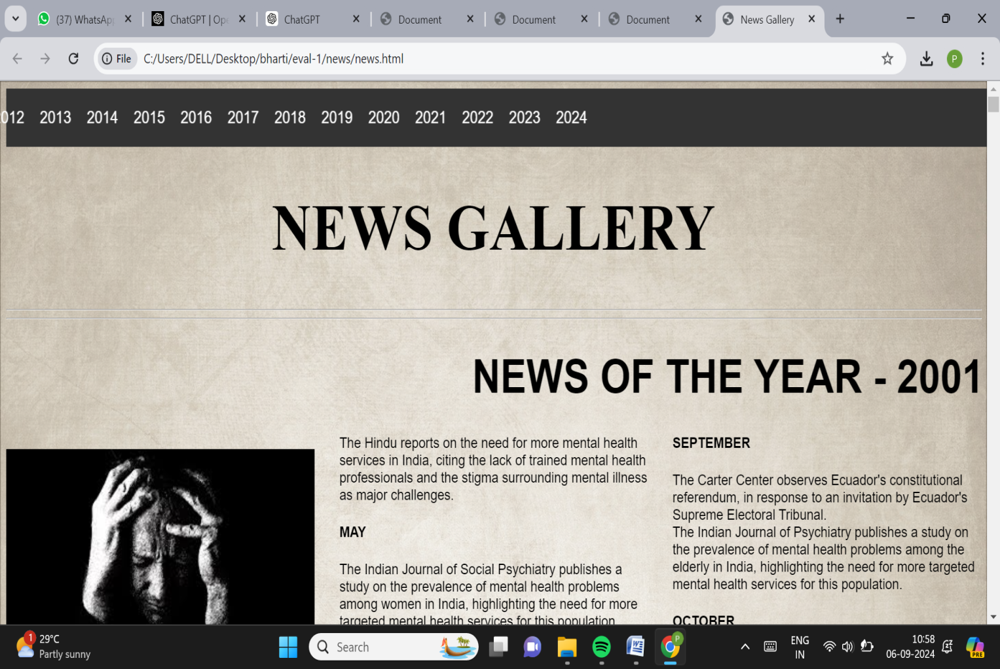 (37) WhatsApp
ChatGPT | Ope
ChatGPT
Document
Document
Document
News Gallery
File
C:/Users/DELL/Desktop/bharti/eval-1/news/news.html
P
012 2013 2014 2015 2016 2017 2018 2019 2020 2021 2022 2023 2024
NEWS GALLERY
NEWS OF THE YEAR - 2001
The Hindu reports on the need for more mental health
services in India, citing the lack of trained mental health
professionals and the stigma surrounding mental illness
as major challenges.
MAY
The Indian Journal of Social Psychiatry publishes a
study on the prevalence of mental health problems
among women in India, highlighting the need for more
targeted mental health services for this population.
SEPTEMBER
The Carter Center observes Ecuador's constitutional
referendum, in response to an invitation by Ecuador's
Supreme Electoral Tribunal.
The Indian Journal of Psychiatry publishes a study on
the prevalence of mental health problems among the
elderly in India, highlighting the need for more targeted
mental health services for this population.
OCTOBER
1
29°C
Partly sunny
Search
W
P
ENG
IN
10:58
06-09-2024
PRE